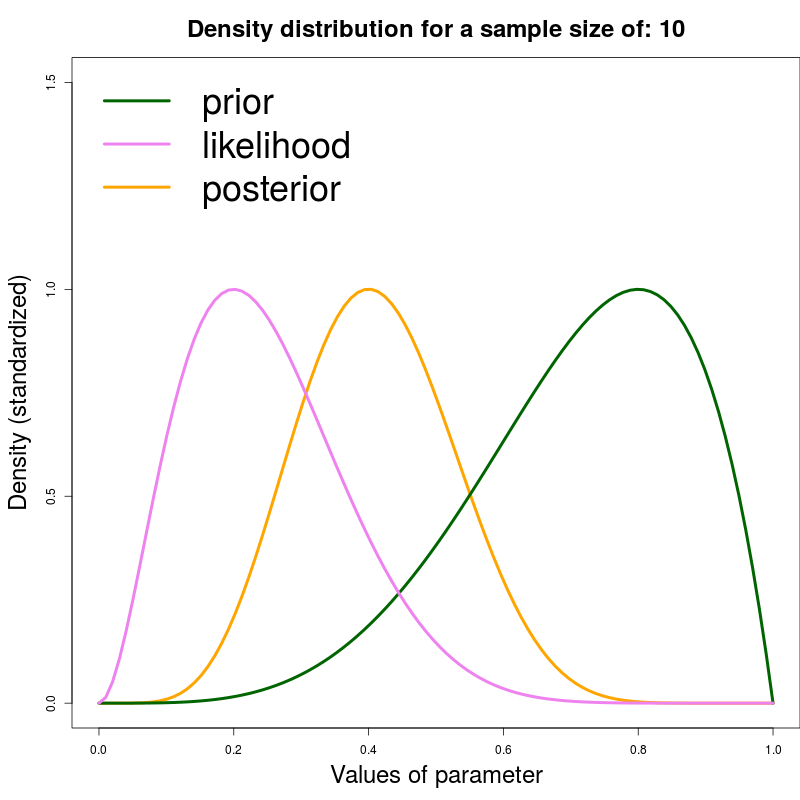 Density distribution for a sample size of: 10
prior
likelihood
posterior
Density (standardized)
1.5
1.0
0.5
0.0
0.0 0.2 0.4 0.6 0.8 1.0
Values of parameter